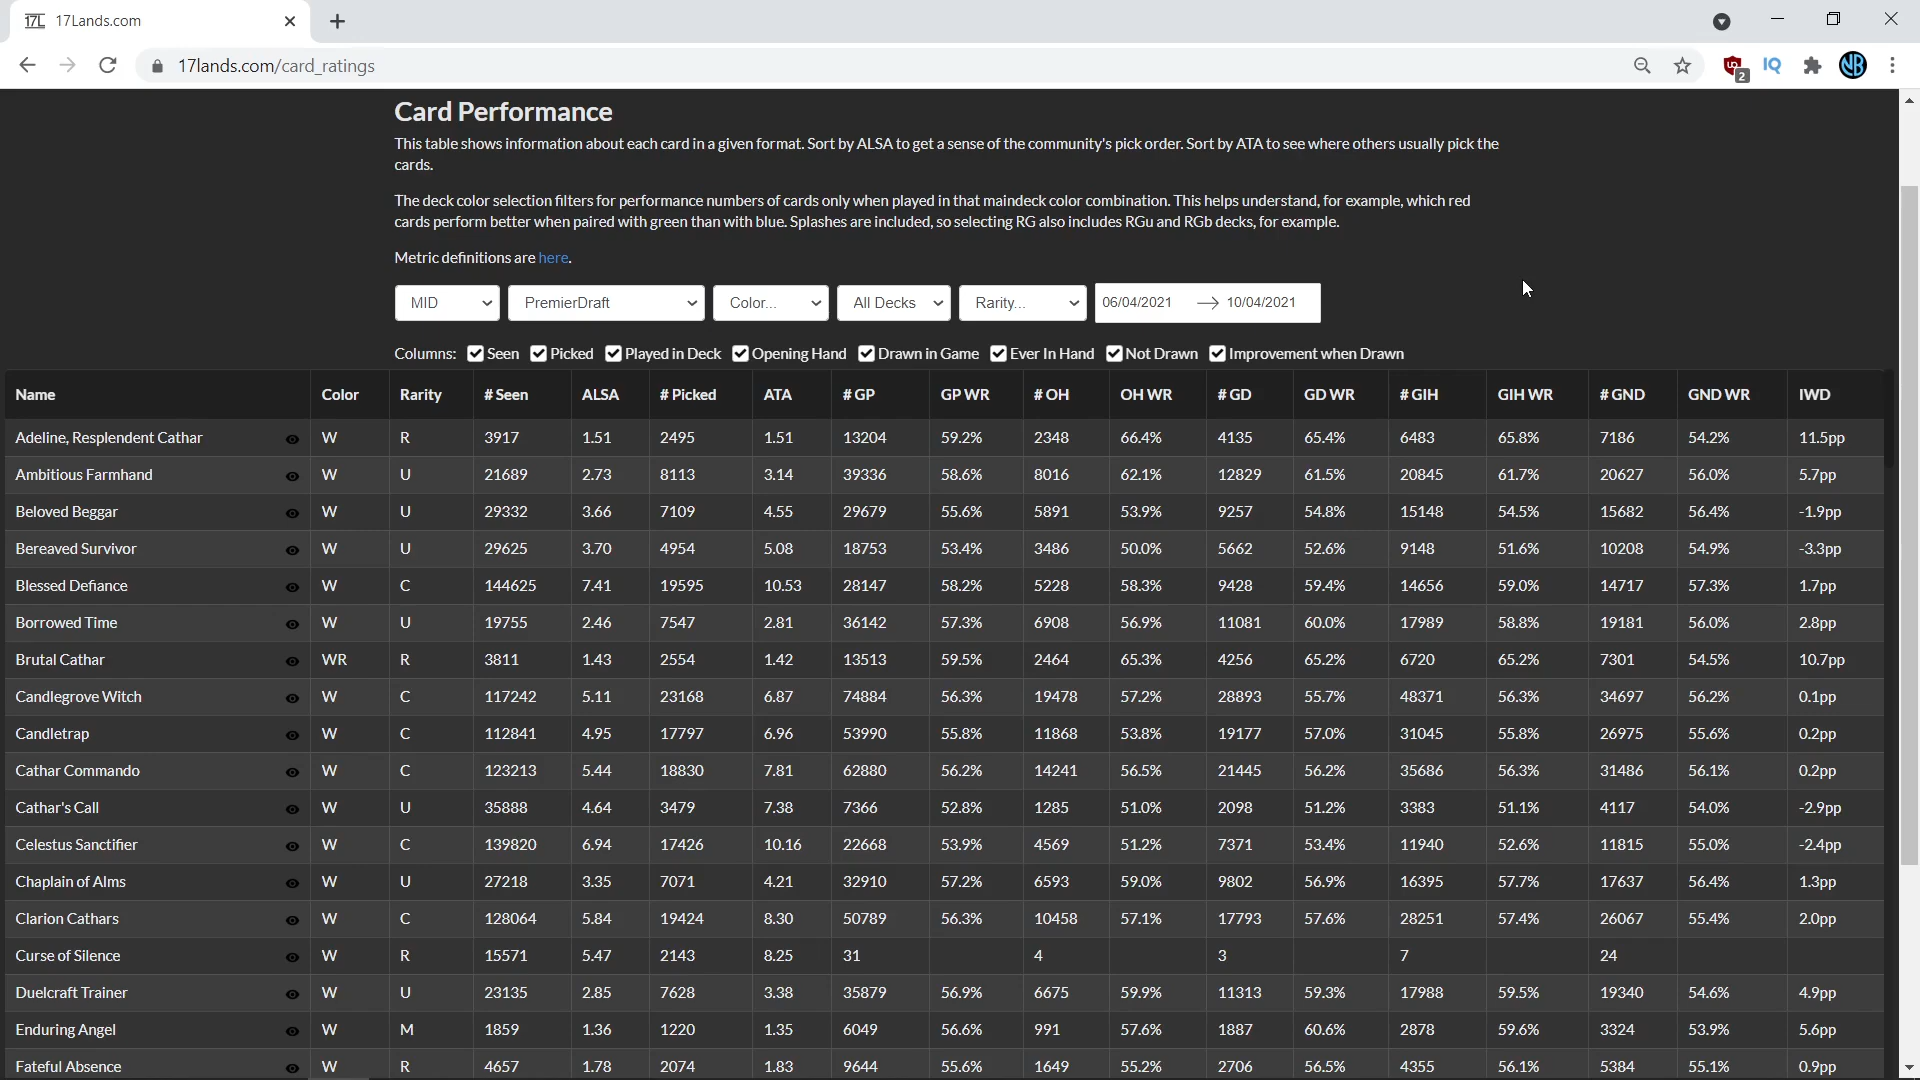 17Lands.com
17lands.com/card_ratings
2
Card Performance
This table shows information about each card in a given format. Sort by ALSA to get a sense of the community's pick order. Sort by ATA to see where others usually pick the
cards.
The deck color selection filters for performance numbers of cards only when played in that maindeck color combination. This helps understand, for example, which red
cards perform better when paired with green than with blue. Splashes are included, so selecting RG also includes RGu and RGb decks, for example.
Metric definitions are here.
MID PremierDraft Color... All Decks Rarity... 06/04/2021 → 10/04/2021
Columns: Seen Picked Played in Deck Opening Hand Drawn in Game Ever In Hand Not Drawn Improvement when Drawn
Name Color Rarity # Seen ALSA # Picked ATA # GP GP WR # OH OH WR # GD GD WR # GIH GIH WR # GND GND WR IWD
Adeline, Resplendent Cathar W R 3917 1.51 2495 1.51 13204 59.2% 2348 66.4% 4135 65.4% 6483 65.8% 7186 54.2% 11.5pp
Ambitious Farmhand W U 21689 2.73 8113 3.14 39336 58.6% 8016 62.1% 12829 61.5% 20845 61.7% 20627 56.0% 5.7pp
Beloved Beggar W U 29332 3.66 7109 4.55 29679 55.6% 5891 53.9% 9257 54.8% 15148 54.5% 15682 56.4% -1.9pp
Bereaved Survivor W U 29625 3.70 4954 5.08 18753 53.4% 3486 50.0% 5662 52.6% 9148 51.6% 10208 54.9% -3.3pp
Blessed Defiance W C 144625 7.41 19595 10.53 28147 58.2% 5228 58.3% 9428 59.4% 14656 59.0% 14717 57.3% 1.7pp
Borrowed Time W U 19755 2.46 7547 2.81 36142 57.3% 6908 56.9% 11081 60.0% 17989 58.8% 19181 56.0% 2.8pp
Brutal Cathar WR R 3811 1.43 2554 1.42 13513 59.5% 2464 65.3% 4256 65.2% 6720 65.2% 7301 54.5% 10.7pp
Candlegrove Witch W C 117242 5.11 23168 6.87 74884 56.3% 19478 57.2% 28893 55.7% 48371 56.3% 34697 56.2% 0.1pp
Candletrap W C 112841 4.95 17797 6.96 53990 55.8% 11868 53.8% 19177 57.0% 31045 55.8% 26975 55.6% 0.2pp
Cathar Commando W C 123213 5.44 18830 7.81 62880 56.2% 14241 56.5% 21445 56.2% 35686 56.3% 31486 56.1% 0.2pp
Cathar's Call W U 35888 4.64 3479 7.38 7366 52.8% 1285 51.0% 2098 51.2% 3383 51.1% 4117 54.0% -2.9pp
Celestus Sanctifier W C 139820 6.94 17426 10.16 22668 53.9% 4569 51.2% 7371 53.4% 11940 52.6% 11815 55.0% -2.4pp
Chaplain of Alms W U 27218 3.35 7071 4.21 32910 57.2% 6593 59.0% 9802 56.9% 16395 57.7% 17637 56.4% 1.3pp
Clarion Cathars W C 128064 5.84 19424 8.30 50789 56.3% 10458 57.1% 17793 57.6% 28251 57.4% 26067 55.4% 2.0pp
Curse of Silence W R 15571 5.47 2143 8.25 31 4 3 7 24
Duelcraft Trainer W U 23135 2.85 7628 3.38 35879 56.9% 6675 59.9% 11313 59.3% 17988 59.5% 19340 54.6% 4.9pp
Enduring Angel W M 1859 1.36 1220 1.35 6049 56.6% 991 57.6% 1887 60.6% 2878 59.6% 3324 53.9% 5.6pp
Fateful Absence W R 4657 1.78 2074 1.83 9644 55.6% 1649 55.2% 2706 56.5% 4355 56.1% 5384 55.1% 0.9pp